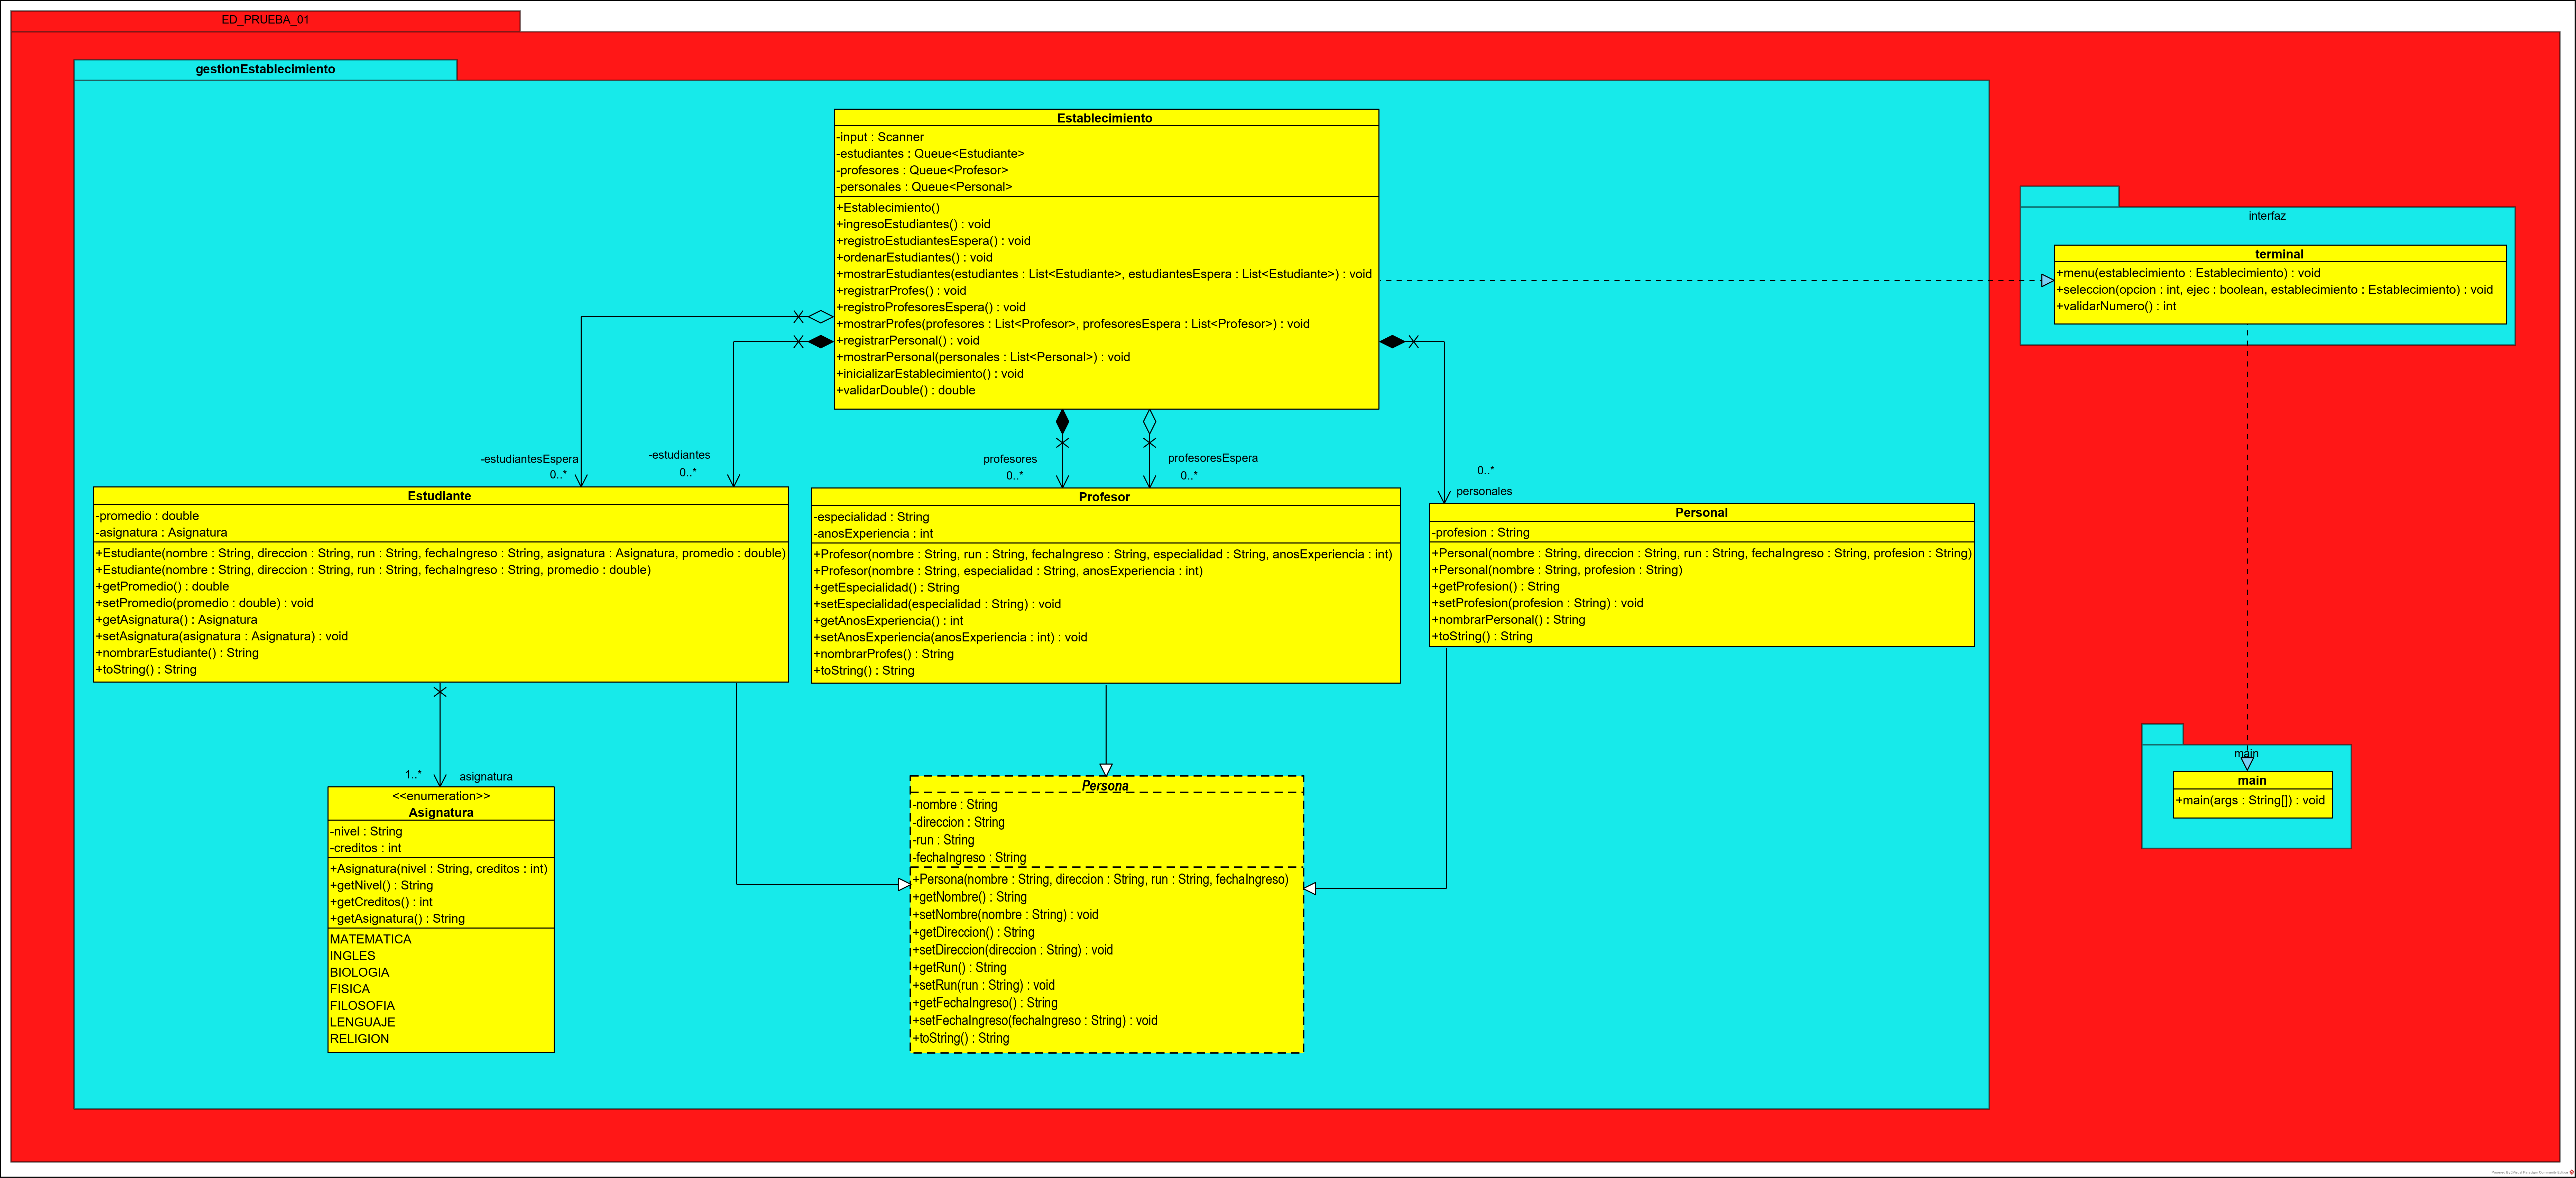 ED_PRUEBA_01
gestionEstablecimiento
Establecimiento
-input : Scanner
-estudiantes : Queue<Estudiante>
-profesores : Queue<Profesor>
-personales : Queue<Personal>
+Establecimiento()
+ingresoEstudiantes() : void
+registroEstudiantesEspera() : void
+ordenarEstudiantes() : void
+mostrarEstudiantes(estudiantes : List<Estudiante>, estudiantesEspera : List<Estudiante>) : void
+registrarProfes() : void
+registroProfesoresEspera() : void
+mostrarProfes(profesores : List<Profesor>, profesoresEspera : List<Profesor>) : void
+registrarPersonal() : void
+mostrarPersonal(personales : List<Personal>) : void
+inicializarEstablecimiento() : void
+validarDouble() : double
interfaz
terminal
+menu(establecimiento : Establecimiento) : void
+seleccion(opcion : int, ejec : boolean, establecimiento : Establecimiento) : void
+validarNumero() : int
-estudiantesEspera
0..*
-estudiantes
0..*
profesores
0..*
profesoresEspera
0..*
0..*
personales
Estudiante
-promedio : double
-asignatura : Asignatura
+Estudiante(nombre : String, direccion : String, run : String, fechaIngreso : String, asignatura : Asignatura, promedio : double)
+Estudiante(nombre : String, direccion : String, run : String, fechaIngreso : String, promedio : double)
+getPromedio() : double
+setPromedio(promedio : double) : void
+getAsignatura() : Asignatura
+setAsignatura(asignatura : Asignatura) : void
+nombrarEstudiante() : String
+toString() : String
Profesor
-especialidad : String
-anosExperiencia : int
+Profesor(nombre : String, run : String, fechaIngreso : String, especialidad : String, anosExperiencia : int)
+Profesor(nombre : String, especialidad : String, anosExperiencia : int)
+getEspecialidad() : String
+setEspecialidad(especialidad : String) : void
+getAnosExperiencia() : int
+setAnosExperiencia(anosExperiencia : int) : void
+nombrarProfes() : String
+toString() : String
Personal
-profesion : String
+Personal(nombre : String, direccion : String, run : String, fechaIngreso : String, profesion : String)
+Personal(nombre : String, profesion : String)
+getProfesion() : String
+setProfesion(profesion : String) : void
+nombrarPersonal() : String
+toString() : String
1..*
asignatura
<<enumeration>>
Asignatura
-nivel : String
-creditos : int
+Asignatura(nivel : String, creditos : int)
+getNivel() : String
+getCreditos() : int
+getAsignatura() : String
MATEMATICA
INGLES
BIOLOGIA
FISICA
FILOSOFIA
LENGUAJE
RELIGION
Persona
-nombre : String
-direccion : String
-run : String
-fechaIngreso : String
+Persona(nombre : String, direccion : String, run : String, fechaIngreso)
+getNombre() : String
+setNombre(nombre : String) : void
+getDireccion() : String
+setDireccion(direccion : String) : void
+getRun() : String
+setRun(run : String) : void
+getFechaIngreso() : String
+setFechaIngreso(fechaIngreso : String) : void
+toString() : String
main
main
+main(args : String[]) : void